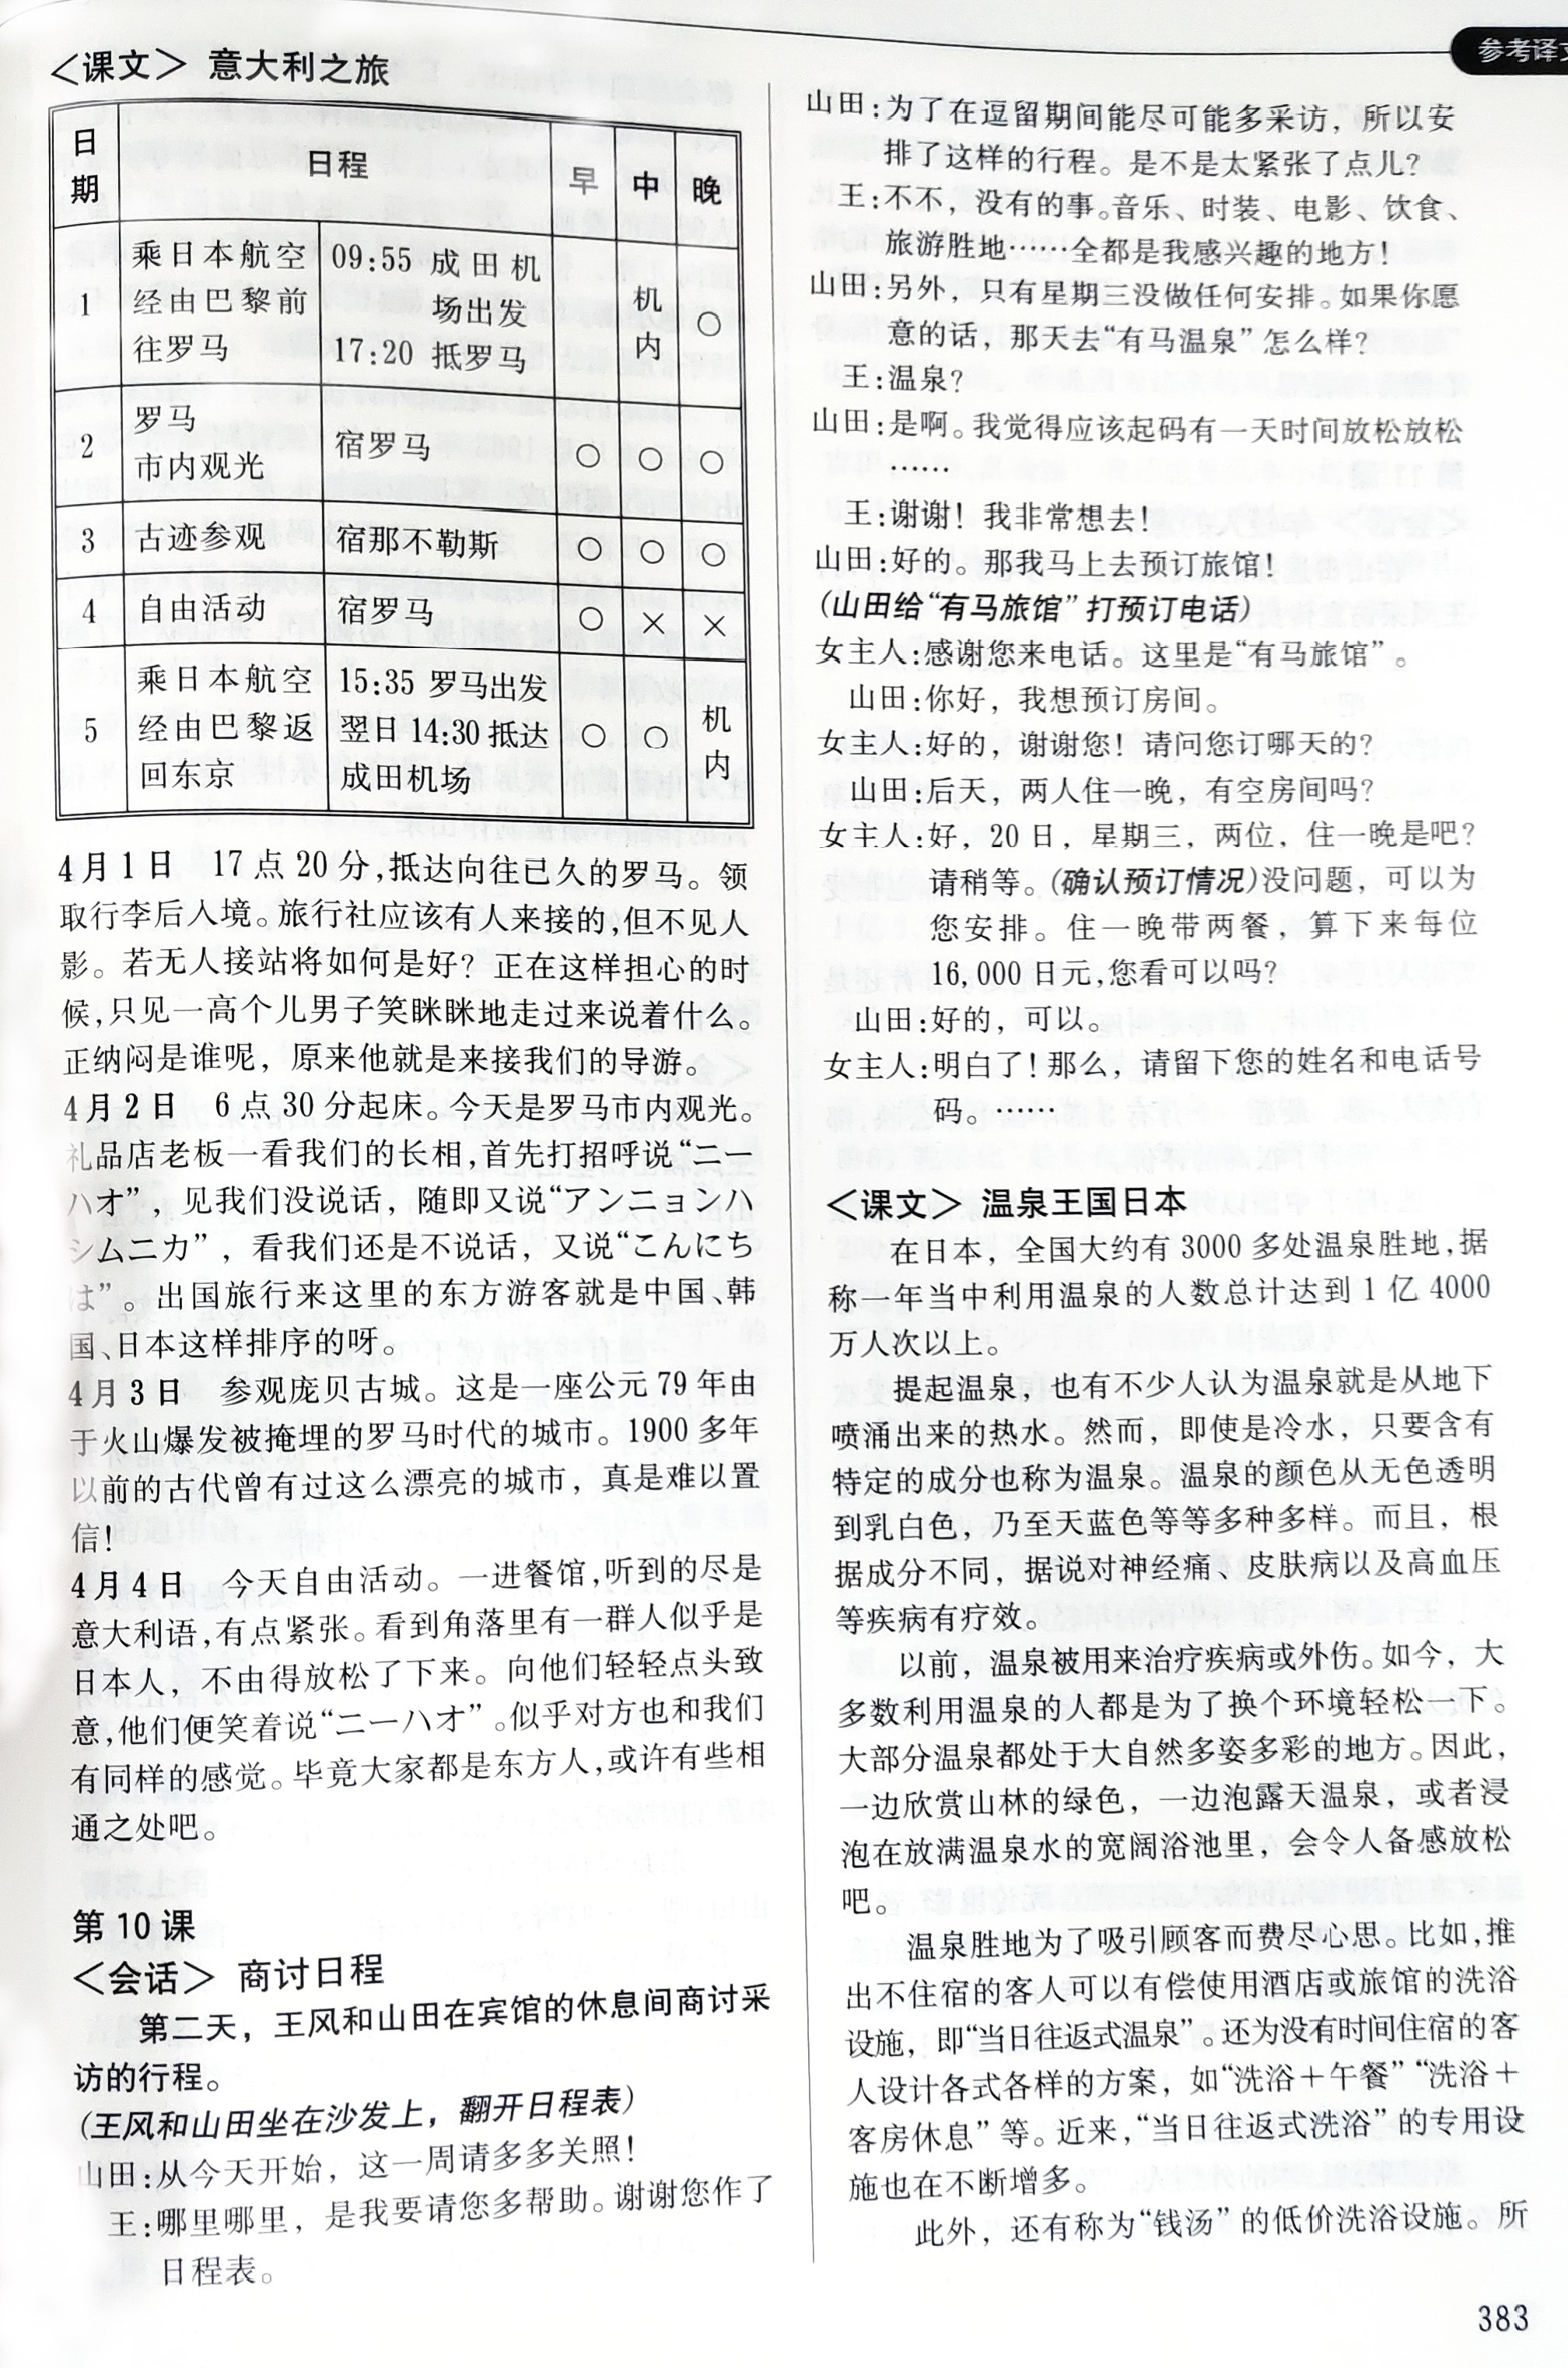 参考译文
<课文> 意大利之旅
日期 日程 早 中 晚
1 乘日本航空经由巴黎前往罗马 09:55 成田机场出发 17:20 抵罗马 机内 ○
2 罗马市内观光 宿罗马 ○ ○ ○
3 古迹参观 宿那不勒斯 ○ ○ ○
4 自由活动 宿罗马 ○ × ×
5 乘日本航空经由巴黎返回东京 15:35 罗马出发 翌日 14:30 抵达成田机场 ○ ○ 机内
4月1日 17点20分,抵达向往已久的罗马。领
取行李后入境。旅行社应该有人来接的,但不见人
影。若无人接站将如何是好？正在这样担心的时
候,只见一高个儿男子笑眯眯地走过来说着什么。
正纳闷是谁呢，原来他就是来接我们的导游。
4月2日 6点30分起床。今天是罗马市内观光。
礼品店老板一看我们的长相,首先打招呼说“ニー
ハオ”，见我们没说话，随即又说“アンニョンハ
シムニカ”，看我们还是不说话，又说“こんにち
は”。出国旅行来这里的东方游客就是中国、韩
国、日本这样排序的呀。
4月3日 参观庞贝古城。这是一座公元79年由
于火山爆发被掩埋的罗马时代的城市。1900多年
以前的古代曾有过这么漂亮的城市，真是难以置
信！
4月4日 今天自由活动。一进餐馆,听到的尽是
意大利语,有点紧张。看到角落里有一群人似乎是
日本人，不由得放松了下来。向他们轻轻点头致
意,他们便笑着说“ニーハオ”。似乎对方也和我们
有同样的感觉。毕竟大家都是东方人,或许有些相
通之处吧。
第10课
<会话> 商讨日程
第二天，王风和山田在宾馆的休息间商讨采
访的行程。
(王风和山田坐在沙发上，翻开日程表)
山田:从今天开始，这一周请多多关照！
王:哪里哪里，是我要请您多帮助。谢谢您作了
日程表。
山田:为了在逗留期间能尽可能多采访，所以安
排了这样的行程。是不是太紧张了点儿？
王:不不，没有的事。音乐、时装、电影、饮食、
旅游胜地……全都是我感兴趣的地方！
山田:另外，只有星期三没做任何安排。如果你愿
意的话，那天去“有马温泉”怎么样？
王:温泉？
山田:是啊。我觉得应该起码有一天时间放松放松
……
王:谢谢！我非常想去！
山田:好的。那我马上去预订旅馆！
(山田给“有马旅馆”打预订电话)
女主人:感谢您来电话。这里是“有马旅馆”。
山田:你好，我想预订房间。
女主人:好的，谢谢您！请问您订哪天的？
山田:后天，两人住一晚，有空房间吗？
女主人:好，20日，星期三，两位，住一晚是吧？
请稍等。(确认预订情况)没问题，可以为
您安排。住一晚带两餐，算下来每位
16,000日元,您看可以吗？
山田:好的，可以。
女主人:明白了！那么，请留下您的姓名和电话号
码。……
<课文> 温泉王国日本
在日本，全国大约有3000多处温泉胜地,据
称一年当中利用温泉的人数总计达到1亿4000
万人次以上。
提起温泉，也有不少人认为温泉就是从地下
喷涌出来的热水。然而，即使是冷水，只要含有
特定的成分也称为温泉。温泉的颜色从无色透明
到乳白色，乃至天蓝色等等多种多样。而且，根
据成分不同，据说对神经痛、皮肤病以及高血压
等疾病有疗效。
以前，温泉被用来治疗疾病或外伤。如今，大
多数利用温泉的人都是为了换个环境轻松一下。
大部分温泉都处于大自然多姿多彩的地方。因此，
一边欣赏山林的绿色，一边泡露天温泉，或者浸
泡在放满温泉水的宽阔浴池里，会令人备感放松
吧。
温泉胜地为了吸引顾客而费尽心思。比如,推
出不住宿的客人可以有偿使用酒店或旅馆的洗浴
设施，即“当日往返式温泉”。还为没有时间住宿的客
人设计各式各样的方案，如“洗浴＋午餐”“洗浴＋
客房休息”等。近来,“当日往返式洗浴”的专用设
施也在不断增多。
此外，还有称为“钱汤”的低价洗浴设施。所
383